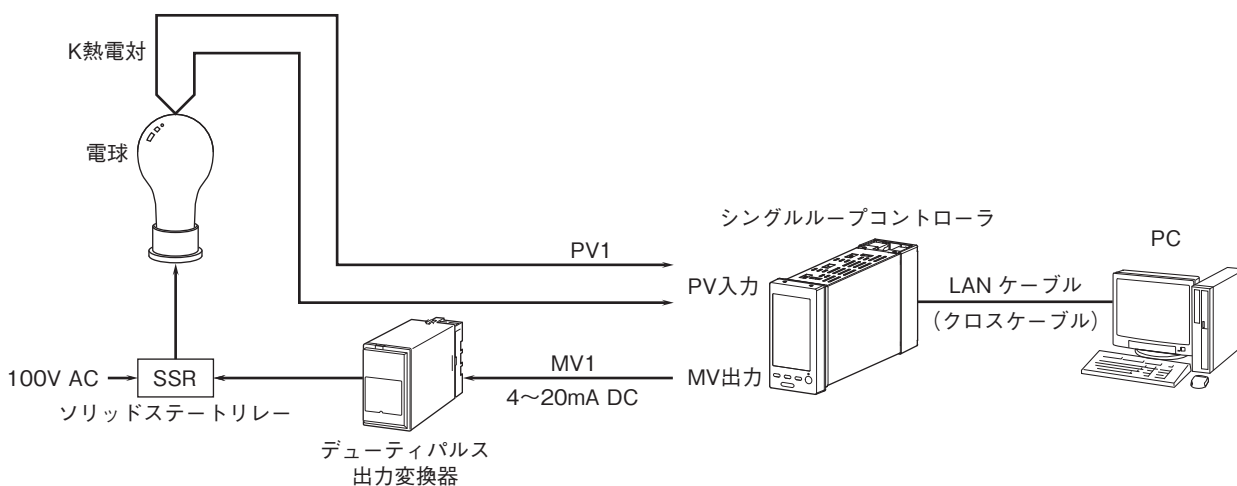 K熱電対
電球
シングルループコントローラ
PC
PV1
PV入力
LAN ケーブル
(クロスケーブル)
MV1
MV出力
4～20mA DC
100V AC
SSR
ソリッドステートリレー
デューティパルス
出力変換器